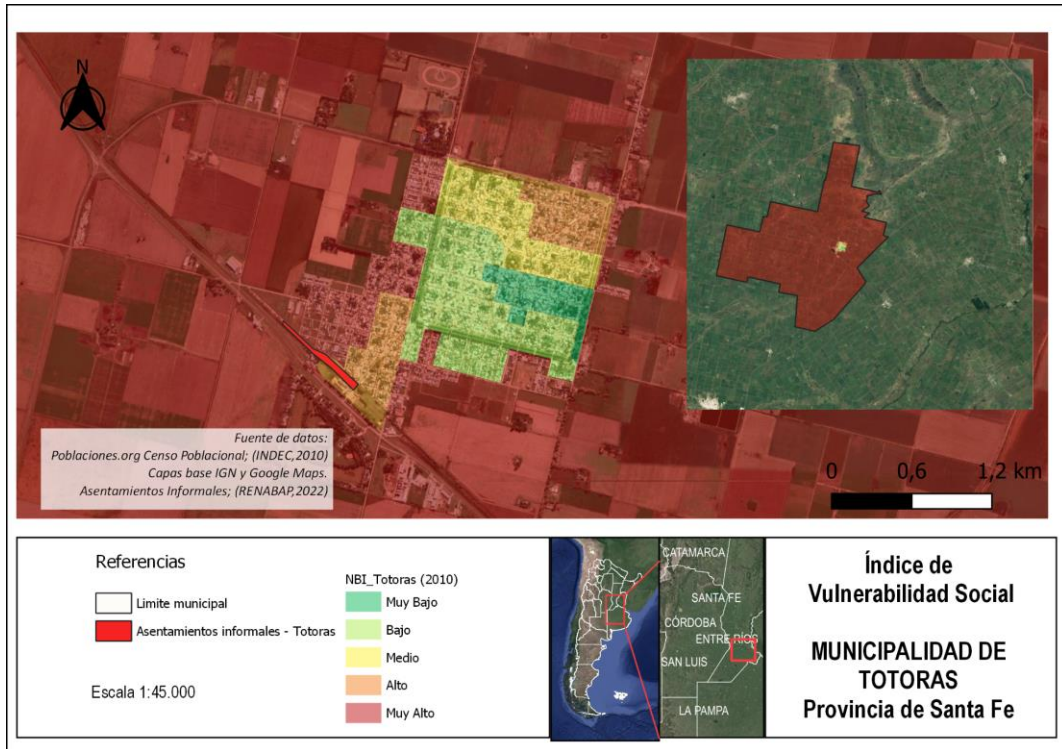 N
Fuente de datos:
Poblaciones.org Censo Poblacional; (INDEC,2010)
Capas base IGN y Google Maps.
Asentamientos Informales; (RENABAP,2022)
0 0,6 1,2 km
Referencias
Limite municipal
Asentamientos informales - Totoras
Escala 1:45.000
NBI_Totoras (2010)
Muy Bajo
Bajo
Medio
Alto
Muy Alto
CATAMARCA
SANTA FE
CÓRDOBA
ENTRE RÍOS
SAN LUIS
LA PAMPA
Índice de
Vulnerabilidad Social
MUNICIPALIDAD DE
TOTORAS
Provincia de Santa Fe